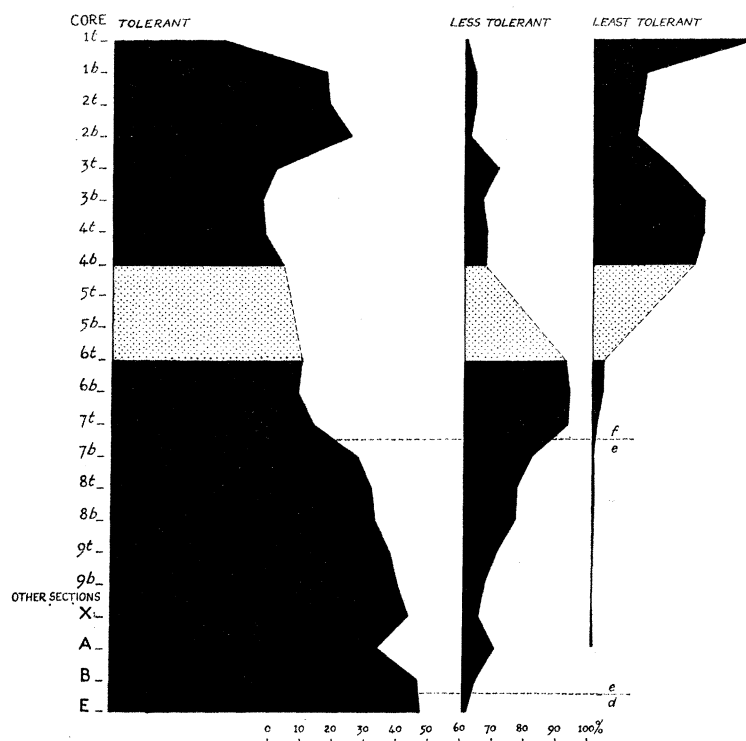 CORE TOLERANT LESS TOLERANT LEAST TOLERANT
1t
1b
2t
2b
3t
3b
4t
4b
5t
5b
6t
6b
7t
f
e
7b
8t
8b
9t
9b
OTHER SECTIONS
X
A
B
e
d
E
0 10 20 30 40 50 60 70 80 90 100%